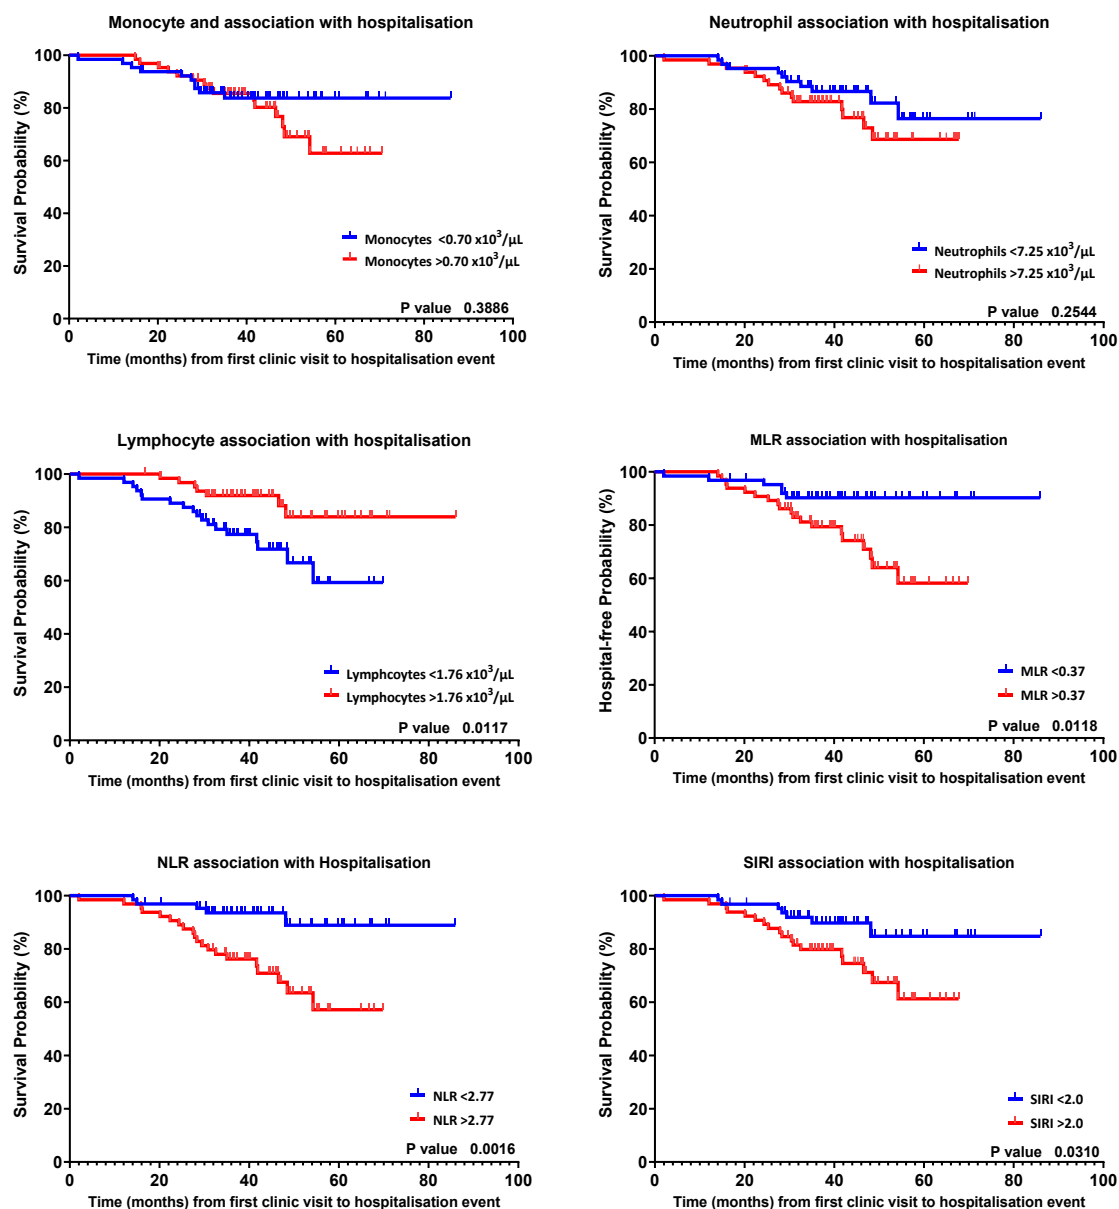 Monocyte and association with hospitalisation
Survival Probability (%)
100
80
60
40
20
0
Monocytes <0.70 x10³/µL
Monocytes >0.70 x10³/µL
P value 0.3886
0 20 40 60 80 100
Time (months) from first clinic visit to hospitalisation event
Neutrophil association with hospitalisation
Survival Probability (%)
100
80
60
40
20
0
Neutrophils <7.25 x10³/µL
Neutrophils >7.25 x10³/µL
P value 0.2544
0 20 40 60 80 100
Time (months) from first clinic visit to hospitalisation event
Lymphocyte association with hospitalisation
Survival Probability (%)
100
80
60
40
20
0
Lymphcoytes <1.76 x10³/µL
Lymphcocytes >1.76 x10³/µL
P value 0.0117
0 20 40 60 80 100
Time (months) from first clinic visit to hospitalisation event
MLR association with hospitalisation
Hospital-free Probability (%)
100
80
60
40
20
0
MLR <0.37
MLR >0.37
P value 0.0118
0 20 40 60 80 100
Time (months) from first clinic visit to hospitalisation event
NLR association with Hospitalisation
Survival Probability (%)
100
80
60
40
20
0
NLR <2.77
NLR >2.77
P value 0.0016
0 20 40 60 80 100
Time (months) from first clinic visit to hospitalisation event
SIRI association with hospitalisation
Survival Probability (%)
100
80
60
40
20
0
SIRI <2.0
SIRI >2.0
P value 0.0310
0 20 40 60 80 100
Time (months) from first clinic visit to hospitalisation event